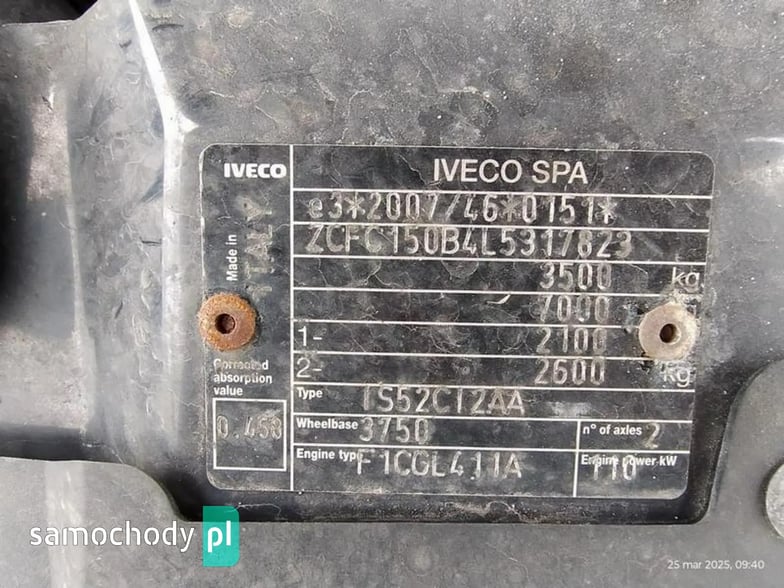 IVECO
IVECO SPA
e3*2007/46*0151*
ZCFC150B4L5317823
3500 kg
7000
1- 2100
2- 2600 kg
Made in
ITALY
Corrected
absorption
value
0.458
Type IS52CI2AA
Wheelbase 3750
n° of axles 2
Engine type F1CGL411A
Engine power kW
110
samochody pl
25 mar 2025, 09:40